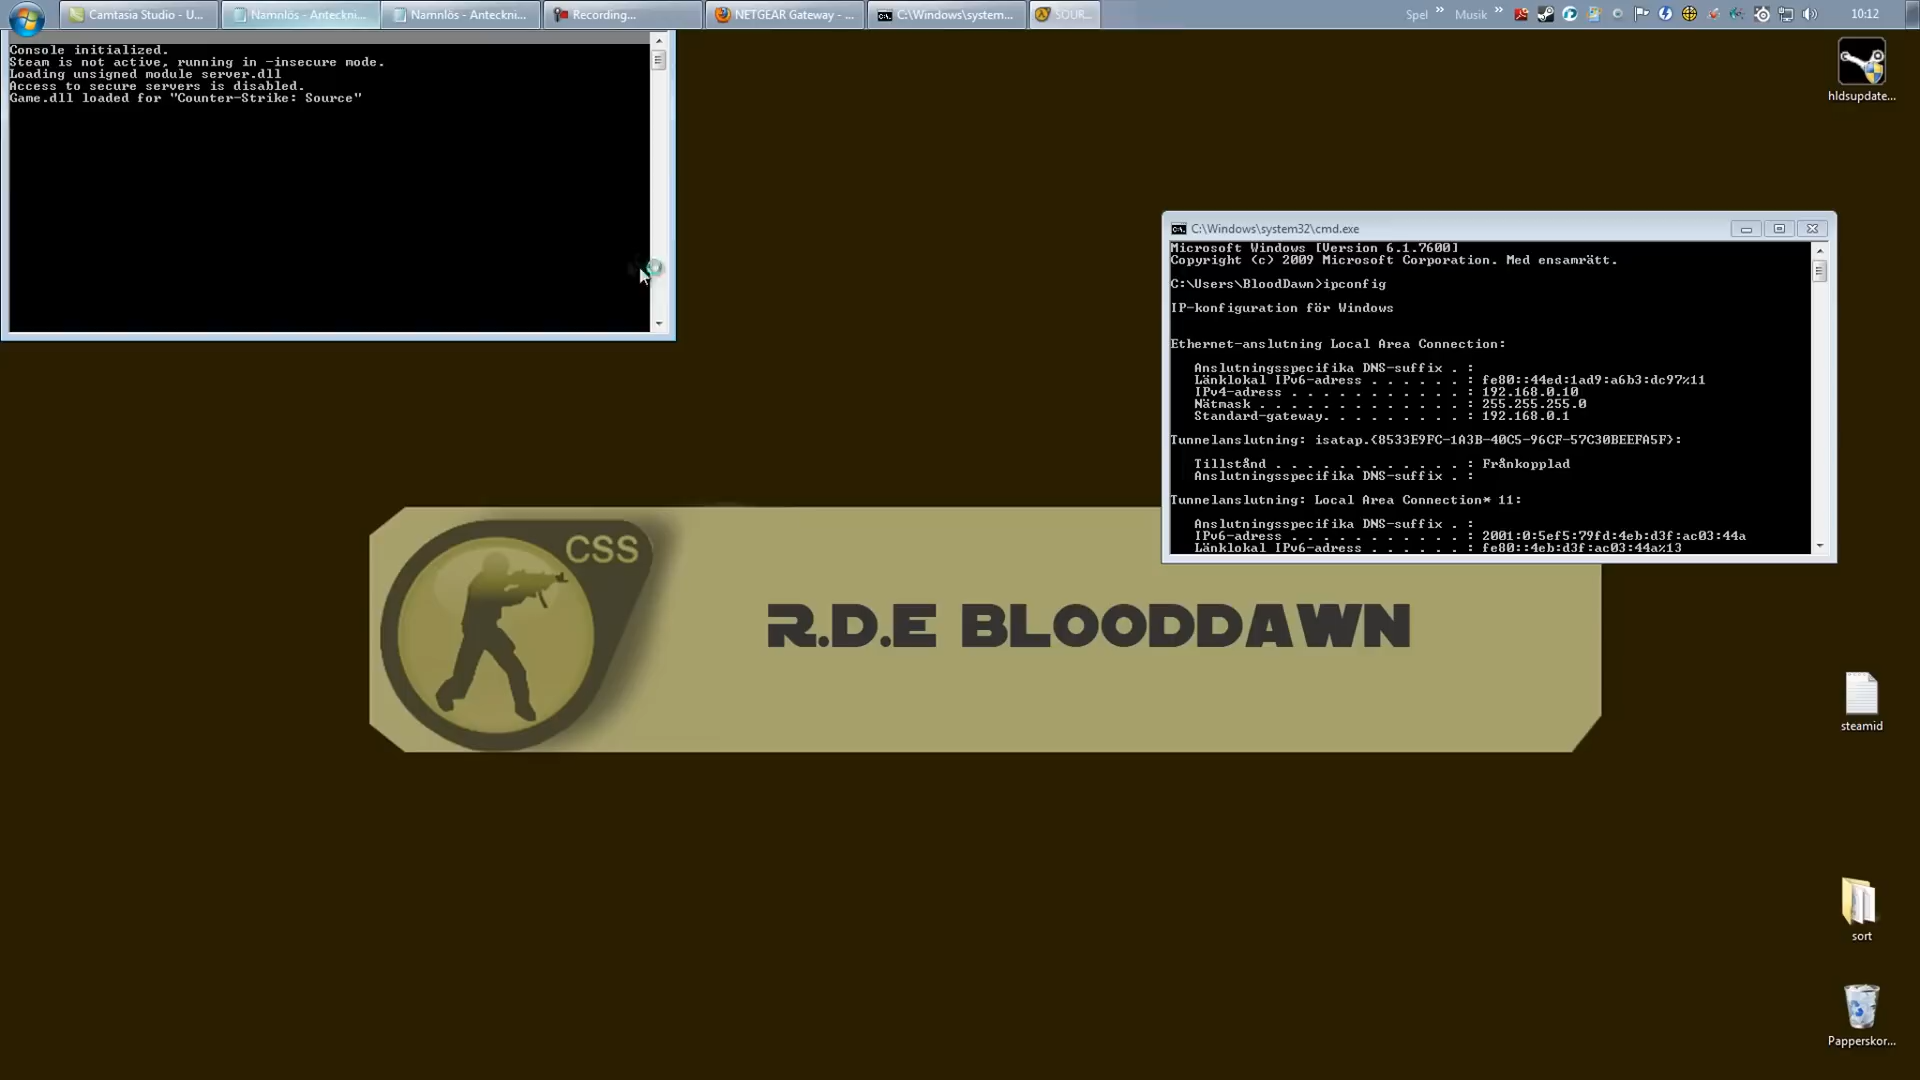 Camtasia Studio - U...
Namnlös - Anteckni...
Namnlös - Anteckni...
Recording...
NETGEAR Gateway - ...
C:\Windows\system...
SOUR...
Spel »
Musik »
10:12
Console initialized.
Steam is not active, running in -insecure mode.
Loading unsigned module server.dll
Access to secure servers is disabled.
Game.dll loaded for "Counter-Strike: Source"
hldsupdate...
C:\Windows\system32\cmd.exe
Microsoft Windows [Version 6.1.7600]
Copyright (c) 2009 Microsoft Corporation. Med ensamrätt.
C:\Users\BloodDawn>ipconfig
IP-konfiguration för Windows
Ethernet-anslutning Local Area Connection:
Anslutningsspecifika DNS-suffix . :
Länklokal IPv6-adress . . . . . . : fe80::44ed:1ad9:a6b3:dc97%11
IPv4-adress . . . . . . . . . . . : 192.168.0.10
Nätmask . . . . . . . . . . . . . : 255.255.255.0
Standard-gateway. . . . . . . . . : 192.168.0.1
Tunnelanslutning: isatap.{8533E9FC-1A3B-40C5-96CF-57C30BEEFA5F}:
Tillstånd . . . . . . . . . . . . : Frånkopplad
Anslutningsspecifika DNS-suffix . :
Tunnelanslutning: Local Area Connection* 11:
Anslutningsspecifika DNS-suffix . :
IPv6-adress . . . . . . . . . . . : 2001:0:5ef5:79fd:4eb:d3f:ac03:44a
Länklokal IPv6-adress . . . . . . : fe80::4eb:d3f:ac03:44a%13
CSS
R.D.E BLOODDAWN
steamid
sort
Papperskor...